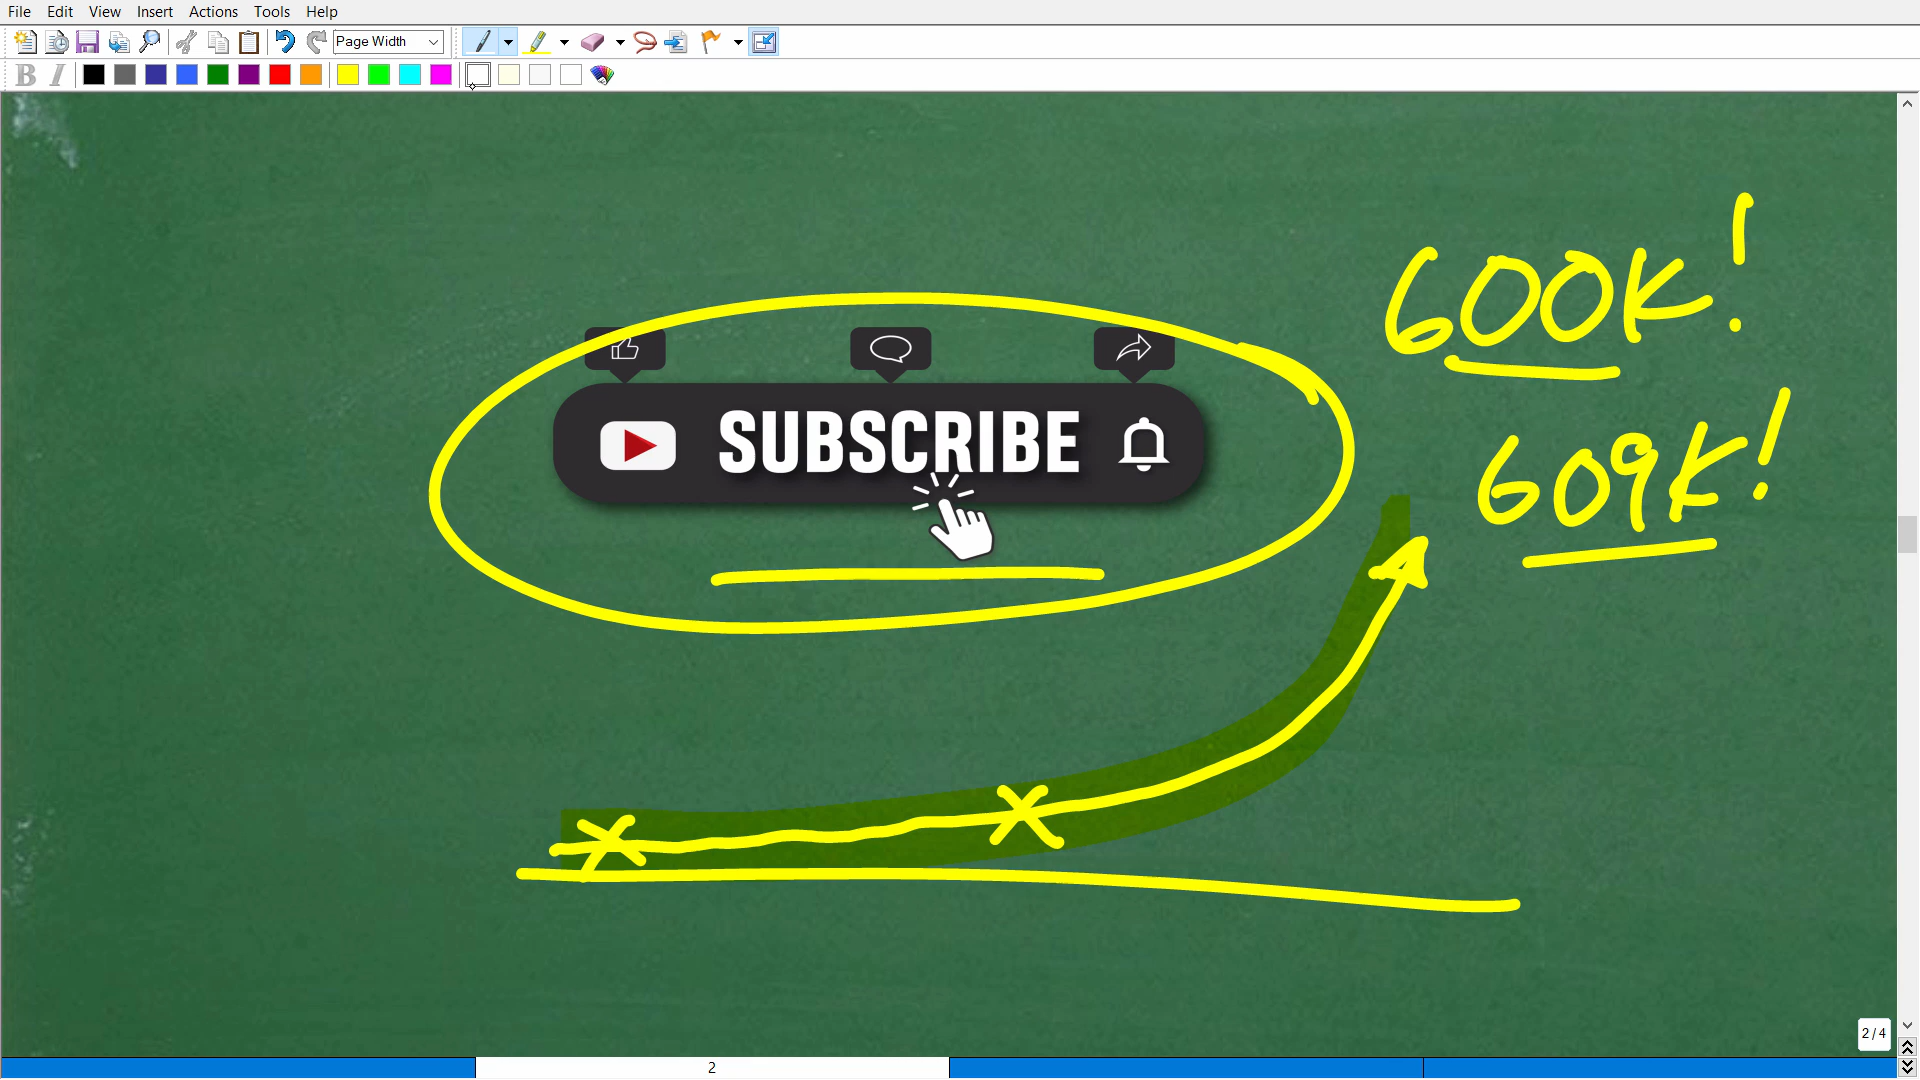 File Edit View Insert Actions Tools Help
Page Width
B I
600K!
SUBSCRIBE
609K!
2 / 4
2